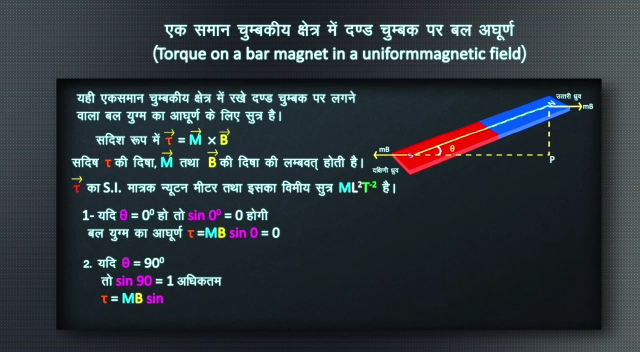 एक समान चुम्बकीय क्षेत्र में दण्ड चुम्बक पर बल अघूर्ण
(Torque on a bar magnet in a uniformmagnetic field)
यही एकसमान चुम्बकीय क्षेत्र में रखे दण्ड चुम्बक पर लगने
वाला बल युग्म का आघूर्ण के लिए सुत्र है।
सदिश रूप में τ⃗ = M⃗ × B⃗
सदिष τ की दिषा, M⃗ तथा B⃗ की दिषा की लम्बवत् होती है।
τ⃗ का S.I. मात्रक न्यूटन मीटर तथा इसका विमीय सुत्र ML²T⁻² है।
1- यदि θ = 0⁰ हो तो sin 0⁰ = 0 होगी
बल युग्म का आघूर्ण τ =MB sin 0 = 0
2. यदि θ = 90⁰
तो sin 90 = 1 अधिकतम
τ = MB sin
उत्तरी ध्रुव
N
mB
mB
S
θ
P
दक्षिणी ध्रुव